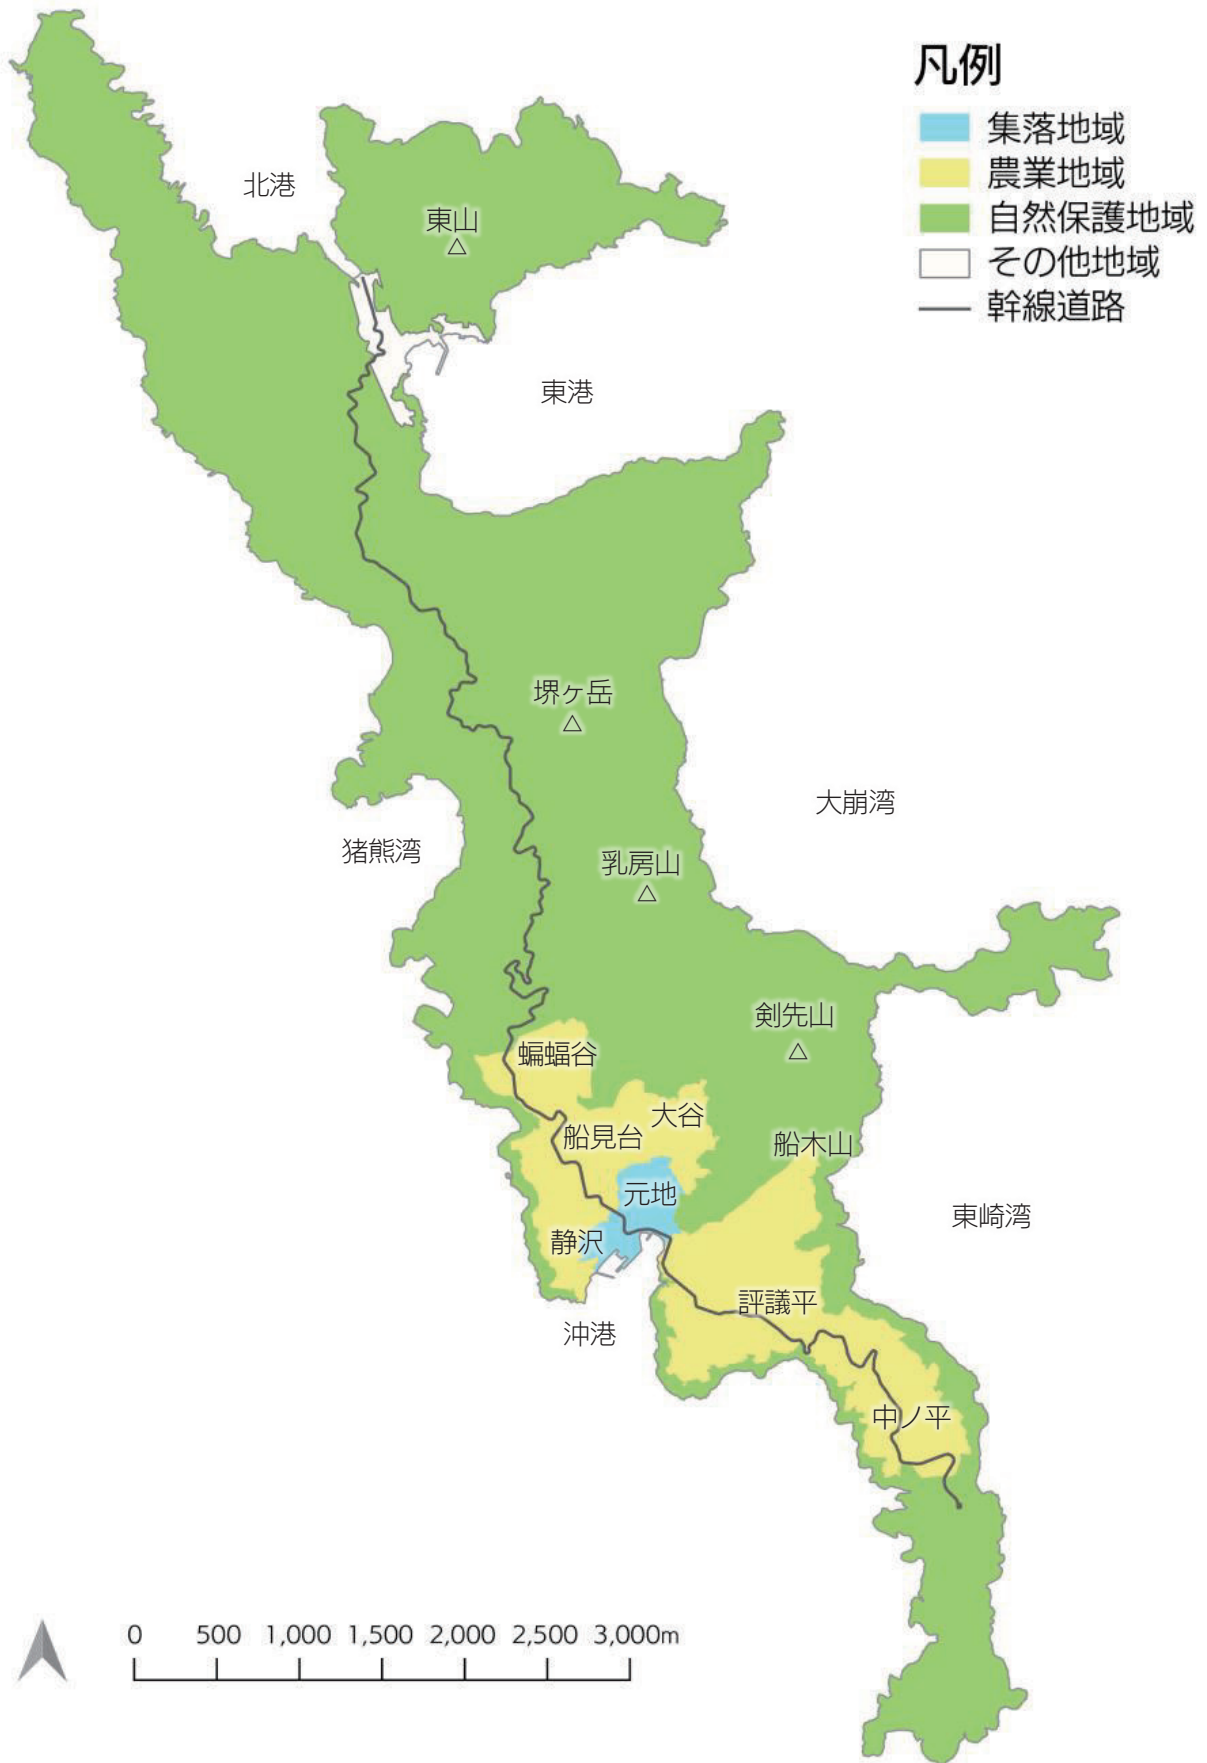 凡例
集落地域
農業地域
自然保護地域
その他地域
幹線道路
北港
東山
東港
堺ヶ岳
大崩湾
猪熊湾
乳房山
剣先山
蝙蝠谷
大谷
船見台
船木山
元地
東崎湾
静沢
評議平
沖港
中ノ平
0 500 1,000 1,500 2,000 2,500 3,000m